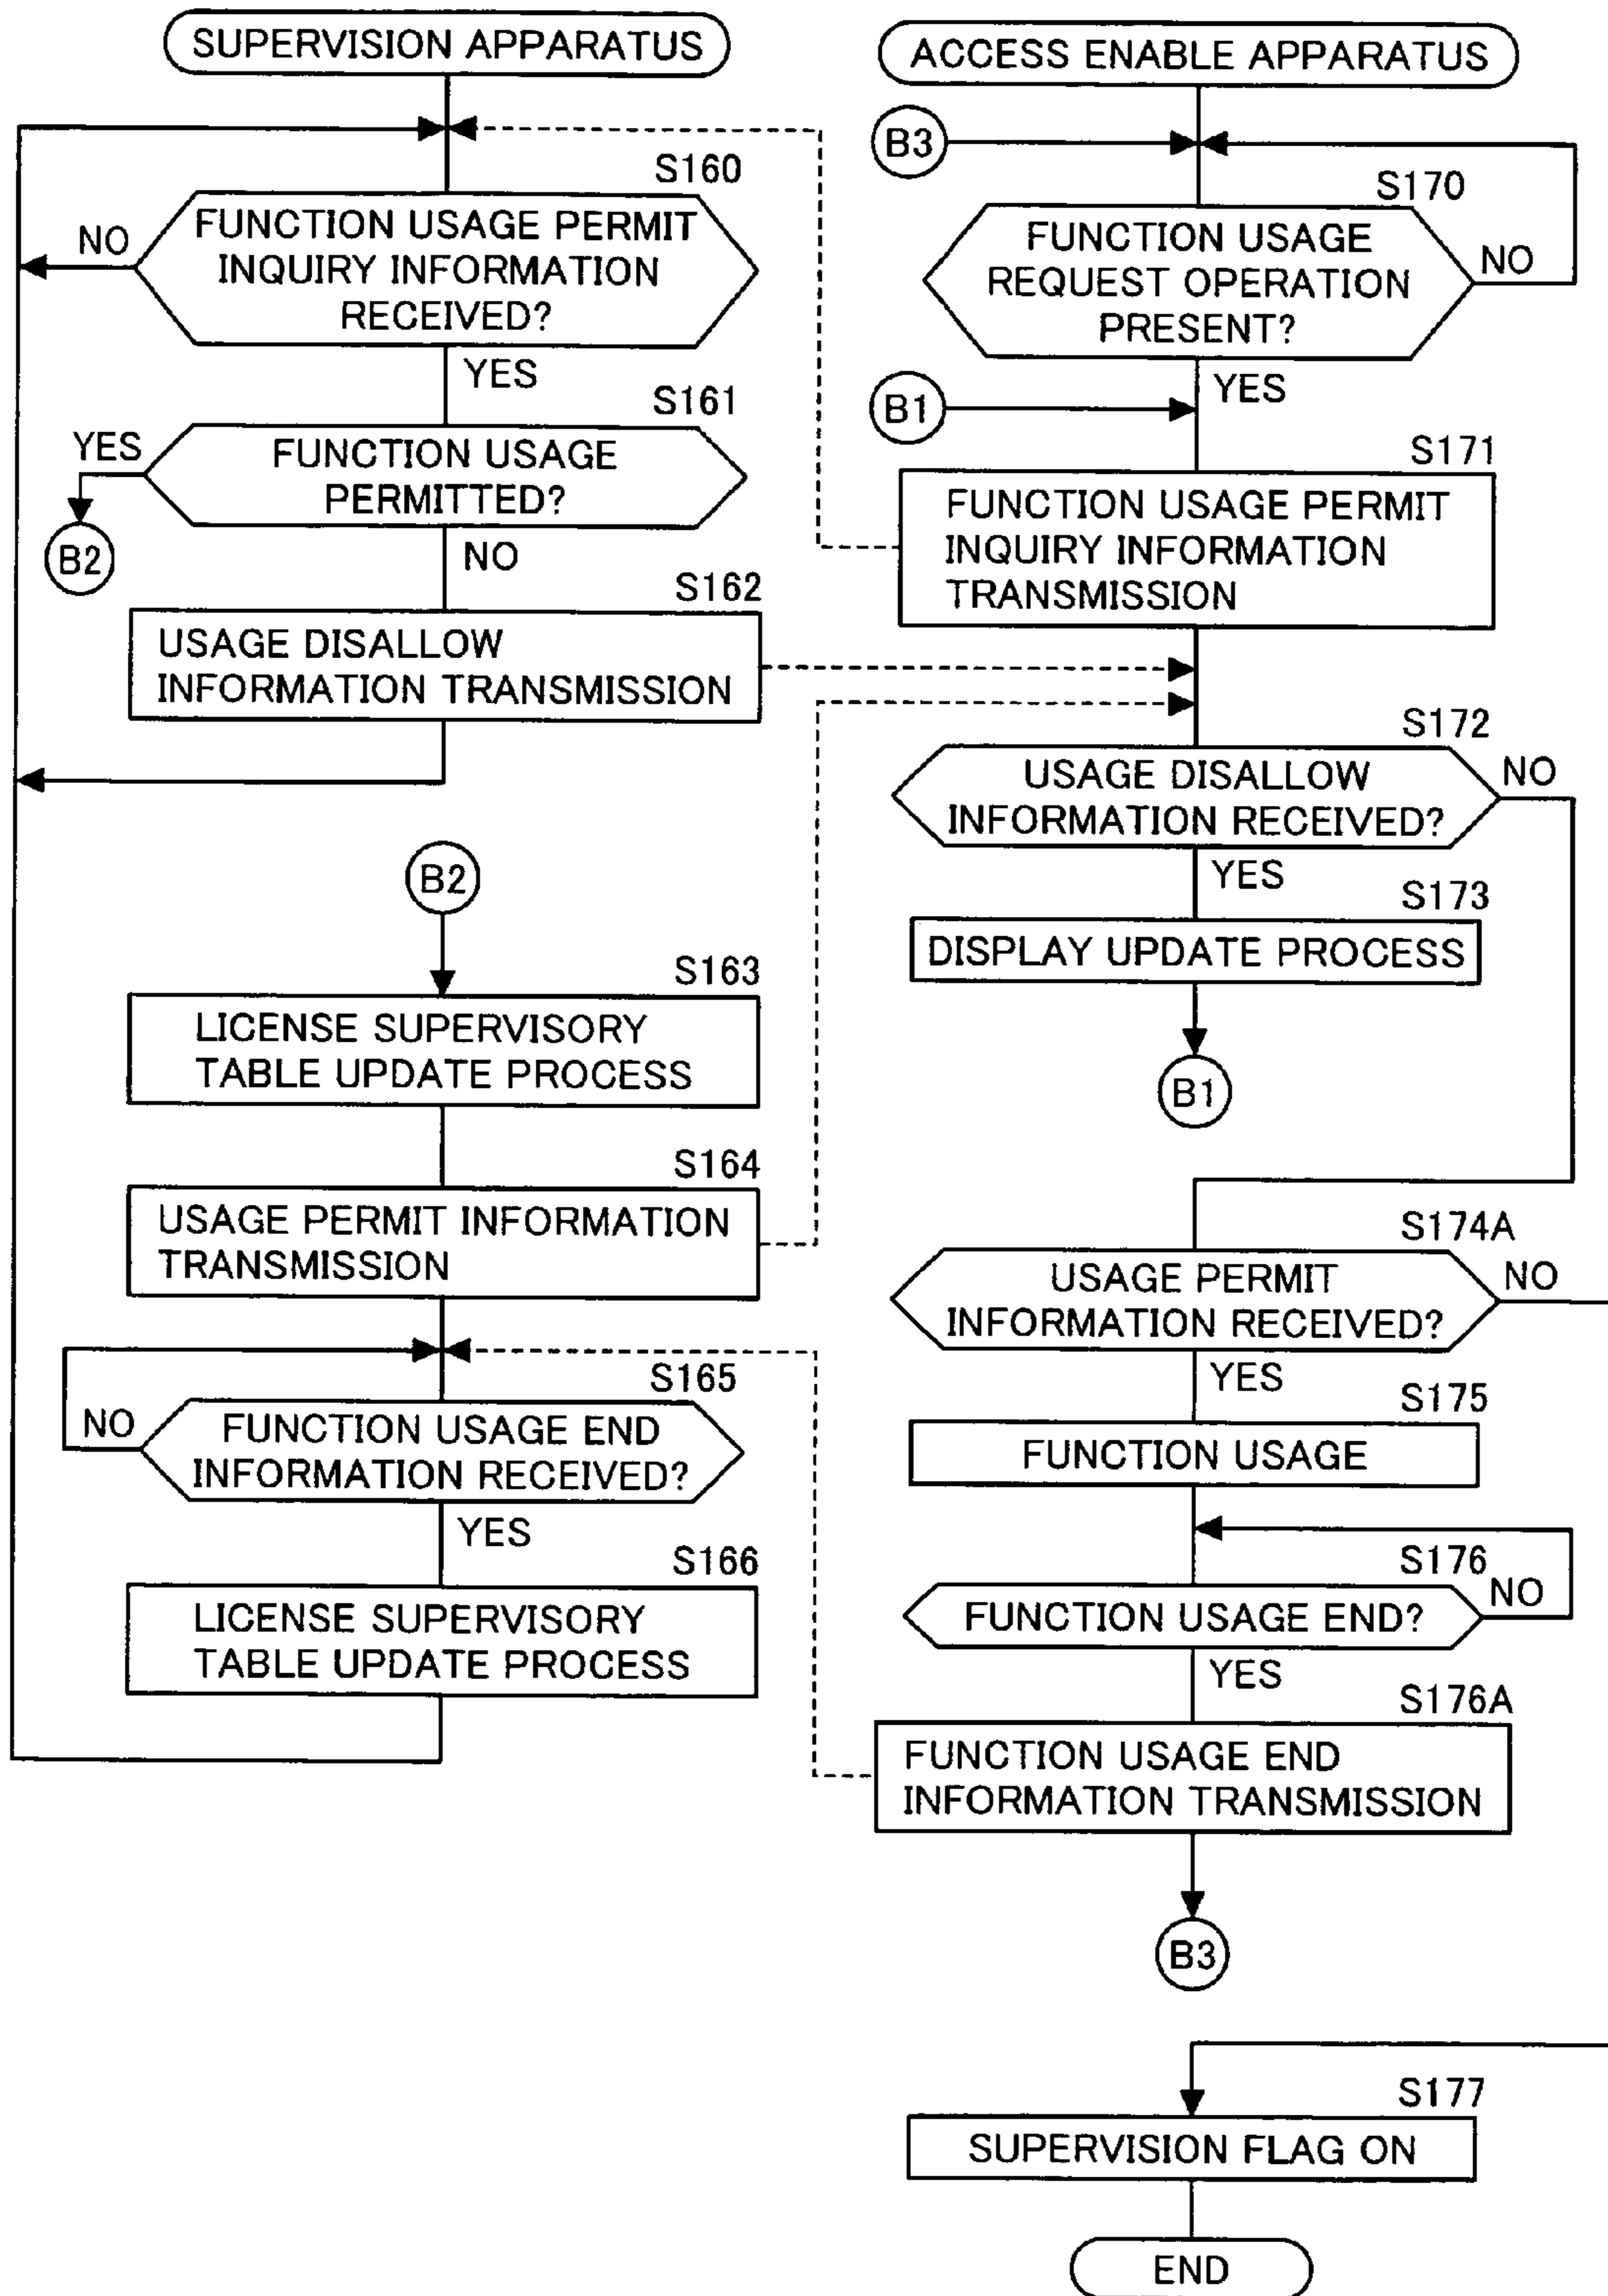 SUPERVISION APPARATUS
S160
FUNCTION USAGE PERMIT
INQUIRY INFORMATION
RECEIVED?
NO
YES
S161
FUNCTION USAGE
PERMITTED?
YES
B2
NO
S162
USAGE DISALLOW
INFORMATION TRANSMISSION
B2
S163
LICENSE SUPERVISORY
TABLE UPDATE PROCESS
S164
USAGE PERMIT INFORMATION
TRANSMISSION
S165
NO
FUNCTION USAGE END
INFORMATION RECEIVED?
YES
S166
LICENSE SUPERVISORY
TABLE UPDATE PROCESS
ACCESS ENABLE APPARATUS
B3
S170
FUNCTION USAGE
REQUEST OPERATION
PRESENT?
NO
YES
B1
S171
FUNCTION USAGE PERMIT
INQUIRY INFORMATION
TRANSMISSION
S172
USAGE DISALLOW
INFORMATION RECEIVED?
NO
YES
S173
DISPLAY UPDATE PROCESS
B1
S174A
USAGE PERMIT
INFORMATION RECEIVED?
NO
YES
S175
FUNCTION USAGE
S176
FUNCTION USAGE END?
NO
YES
S176A
FUNCTION USAGE END
INFORMATION TRANSMISSION
B3
S177
SUPERVISION FLAG ON
END